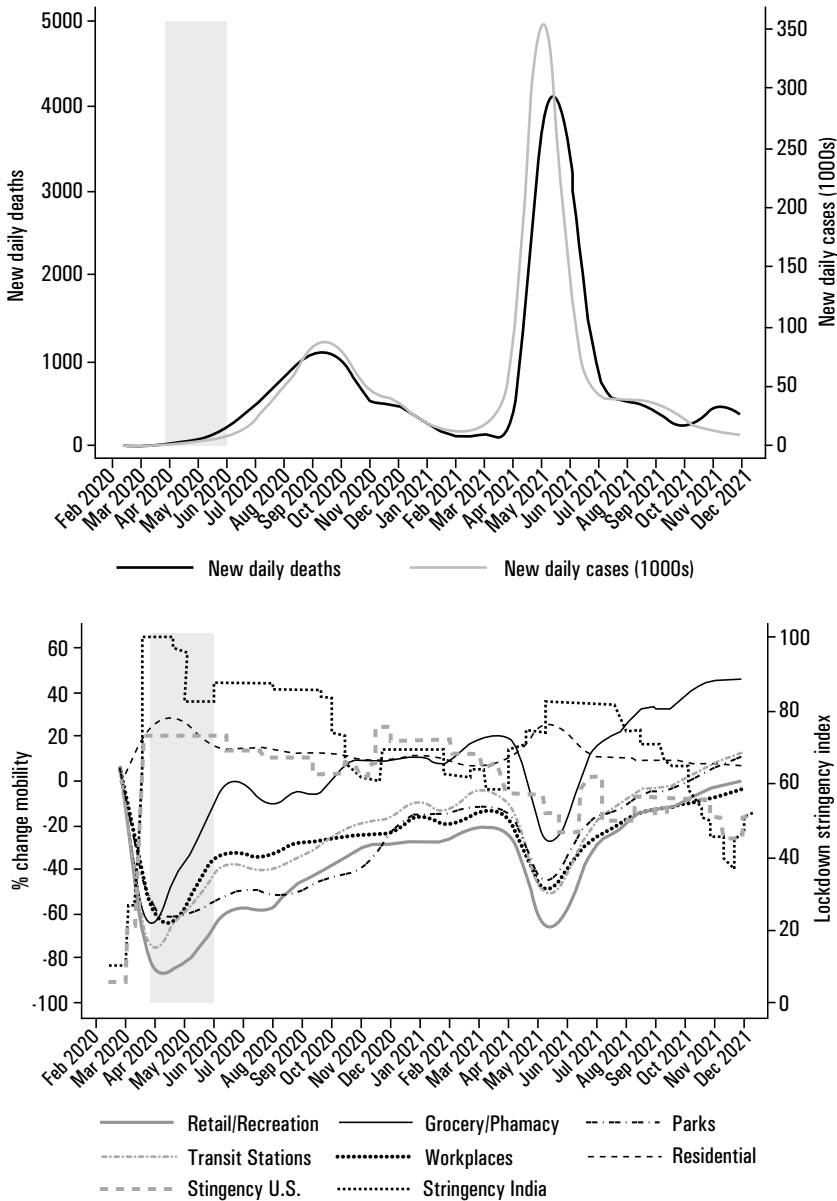 5000
4000
3000
2000
1000
0
New daily deaths
350
300
250
200
150
100
50
0
New daily cases (1000s)
Feb 2020
Mar 2020
Apr 2020
May 2020
Jun 2020
Jul 2020
Aug 2020
Sep 2020
Oct 2020
Nov 2020
Dec 2020
Jan 2021
Feb 2021
Mar 2021
Apr 2021
May 2021
Jun 2021
Jul 2021
Aug 2021
Sep 2021
Oct 2021
Nov 2021
Dec 2021
New daily deaths
New daily cases (1000s)
60
40
20
0
-20
-40
-60
-80
-100
% change mobility
100
80
60
40
20
0
Lockdown stringency index
Feb 2020
Mar 2020
Apr 2020
May 2020
Jun 2020
Jul 2020
Aug 2020
Sep 2020
Oct 2020
Nov 2020
Dec 2020
Jan 2021
Feb 2021
Mar 2021
Apr 2021
May 2021
Jun 2021
Jul 2021
Aug 2021
Sep 2021
Oct 2021
Nov 2021
Dec 2021
Retail/Recreation
Grocery/Phamacy
Parks
Transit Stations
Workplaces
Residential
Stingency U.S.
Stringency India